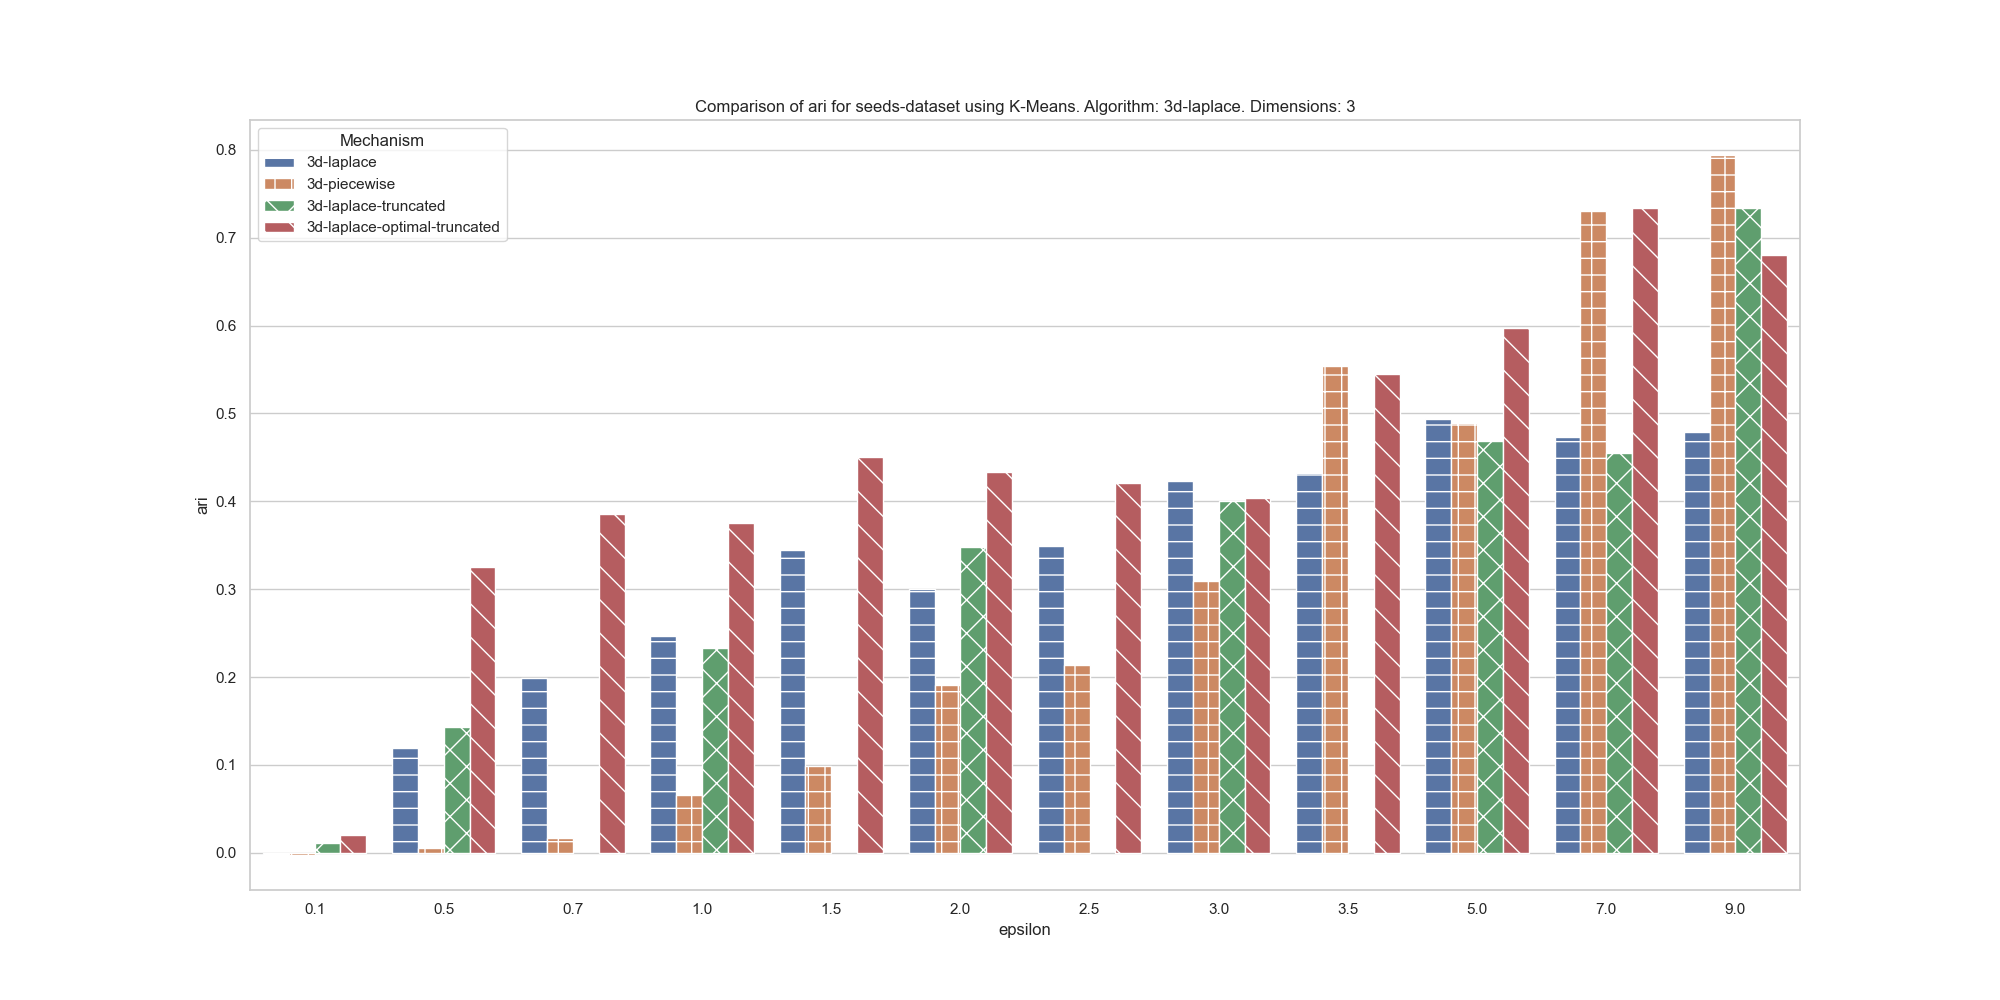 Comparison of ari for seeds-dataset using K-Means. Algorithm: 3d-laplace. Dimensions: 3
Mechanism
3d-laplace
3d-piecewise
3d-laplace-truncated
3d-laplace-optimal-truncated
ari
0.8
0.7
0.6
0.5
0.4
0.3
0.2
0.1
0.0
0.1 0.5 0.7 1.0 1.5 2.0 2.5 3.0 3.5 5.0 7.0 9.0
epsilon